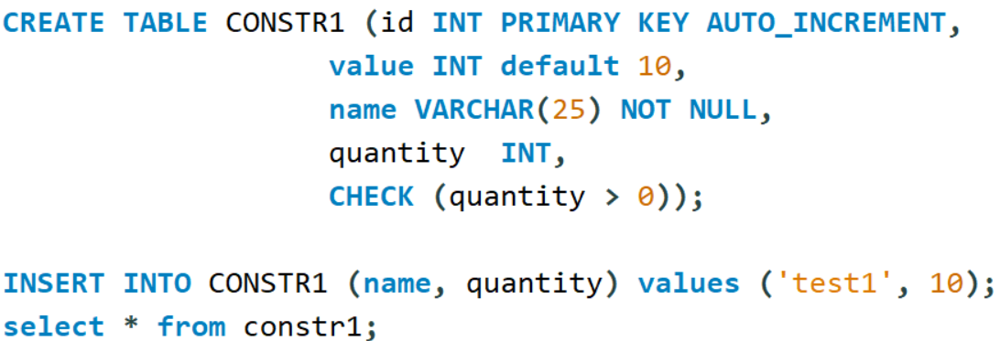 CREATE TABLE CONSTR1 (id INT PRIMARY KEY AUTO_INCREMENT,
value INT default 10,
name VARCHAR(25) NOT NULL,
quantity  INT,
CHECK (quantity > 0));
INSERT INTO CONSTR1 (name, quantity) values ('test1', 10);
select * from constr1;